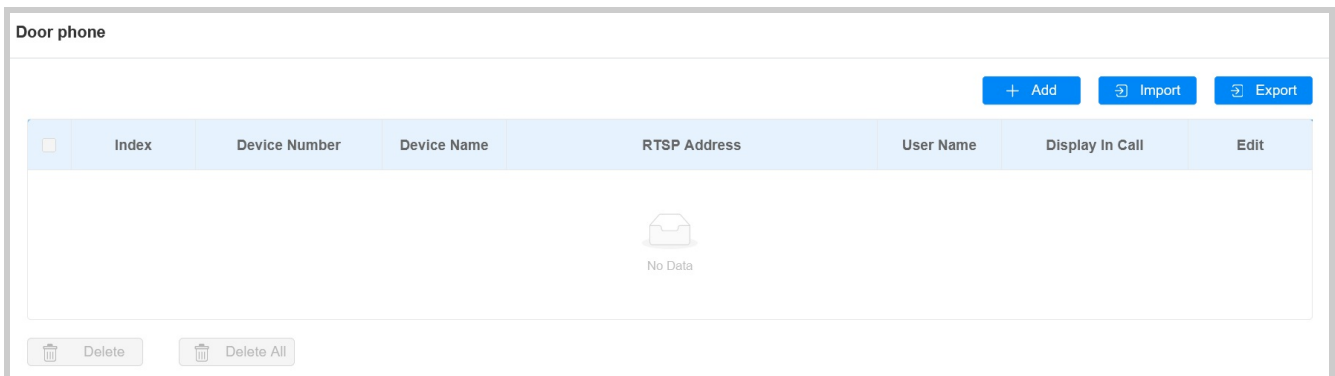 Door phone
Add Import Export
Index Device Number Device Name RTSP Address User Name Display In Call Edit
No Data
Delete Delete All